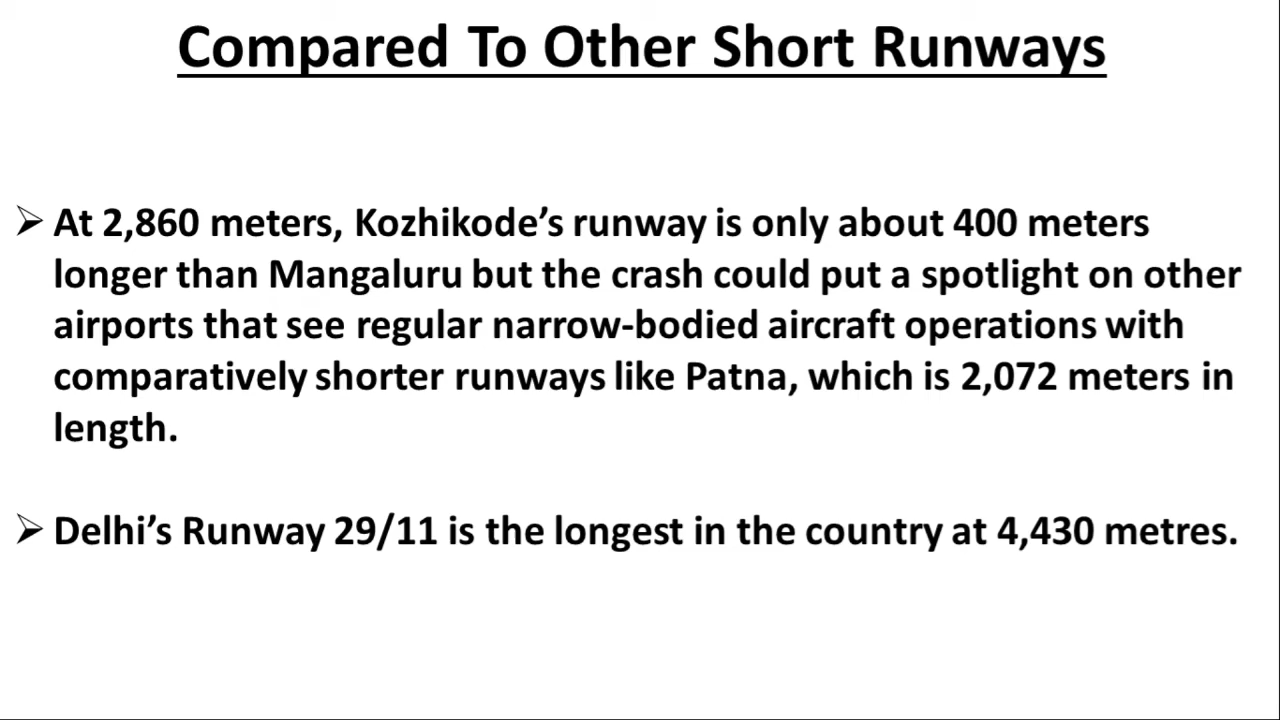 Compared To Other Short Runways
➢ At 2,860 meters, Kozhikode’s runway is only about 400 meters
longer than Mangaluru but the crash could put a spotlight on other
airports that see regular narrow-bodied aircraft operations with
comparatively shorter runways like Patna, which is 2,072 meters in
length.
➢ Delhi’s Runway 29/11 is the longest in the country at 4,430 metres.